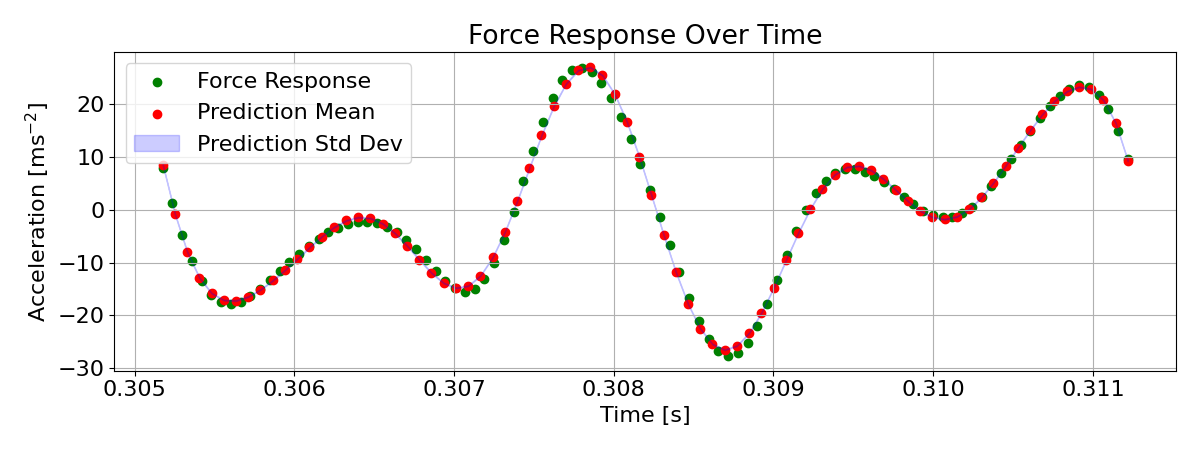 Force Response Over Time
Force Response
Prediction Mean
Prediction Std Dev
Acceleration [ms⁻²]
20
10
0
−10
−20
−30
0.305 0.306 0.307 0.308 0.309 0.310 0.311
Time [s]